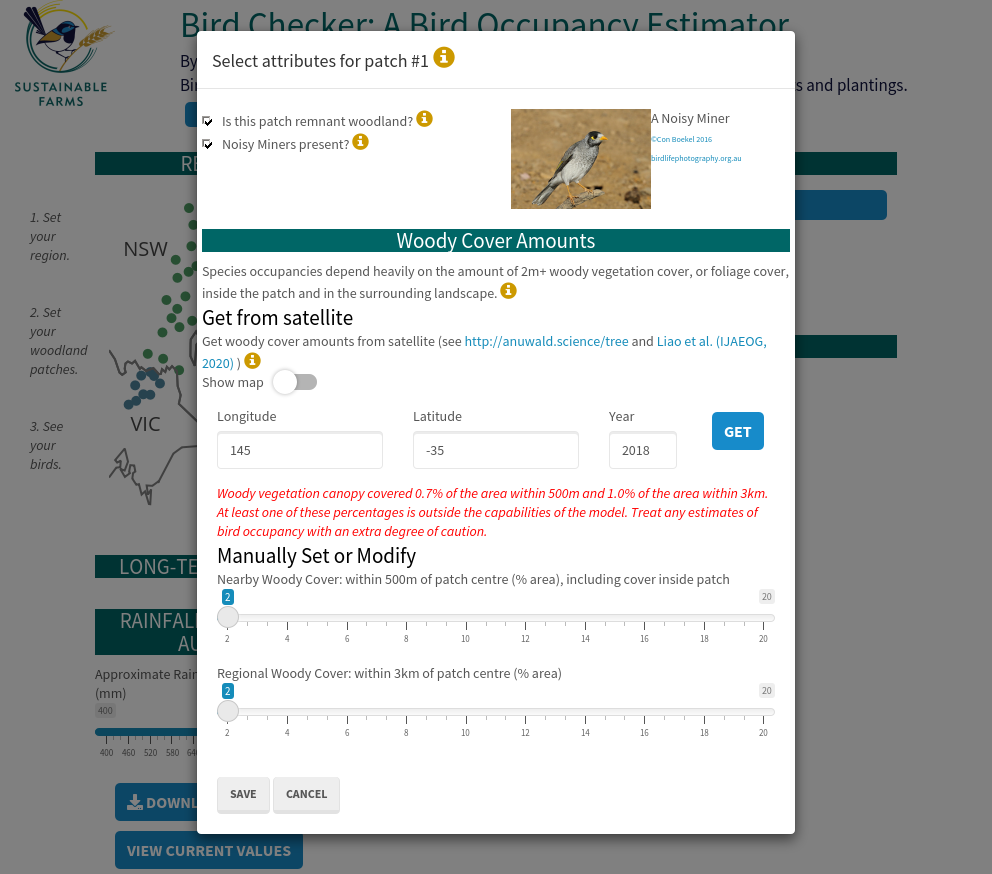 Bird Checker: A Bird Occupancy Estimator
SUSTAINABLE
FARMS
By
Bir
s and plantings.
Select attributes for patch #1
Is this patch remnant woodland?
Noisy Miners present?
A Noisy Miner
©Con Boekel 2016
birdlifephotography.org.au
RE
1. Set
your
region.
NSW
2. Set
your
woodland
patches.
VIC
3. See
your
birds.
Woody Cover Amounts
Species occupancies depend heavily on the amount of 2m+ woody vegetation cover, or foliage cover,
inside the patch and in the surrounding landscape.
Get from satellite
Get woody cover amounts from satellite (see http://anuwald.science/tree and Liao et al. (IJAEOG,
2020) )
Show map
Longitude Latitude Year
145 -35 2018 GET
Woody vegetation canopy covered 0.7% of the area within 500m and 1.0% of the area within 3km.
At least one of these percentages is outside the capabilities of the model. Treat any estimates of
bird occupancy with an extra degree of caution.
Manually Set or Modify
Nearby Woody Cover: within 500m of patch centre (% area), including cover inside patch
2 20
2 4 6 8 10 12 14 16 18 20
Regional Woody Cover: within 3km of patch centre (% area)
2 20
2 4 6 8 10 12 14 16 18 20
SAVE CANCEL
LONG-TE
RAINFAL
AU
Approximate Rain
(mm)
400
400 460 520 580 640
DOWNL
VIEW CURRENT VALUES